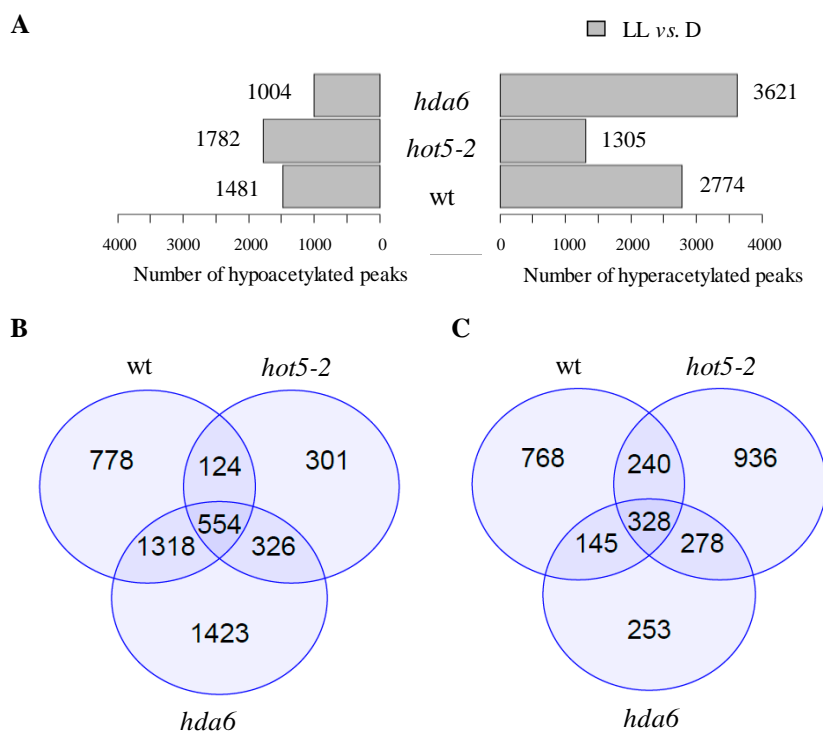 A
LL vs. D
1004
hda6
3621
1782
hot5-2
1305
1481
wt
2774
4000 3000 2000 1000 0
0 1000 2000 3000 4000
Number of hypoacetylated peaks
Number of hyperacetylated peaks
B
wt
hot5-2
778
124
301
554
1318
326
1423
hda6
C
wt
hot5-2
768
240
936
328
145
278
253
hda6